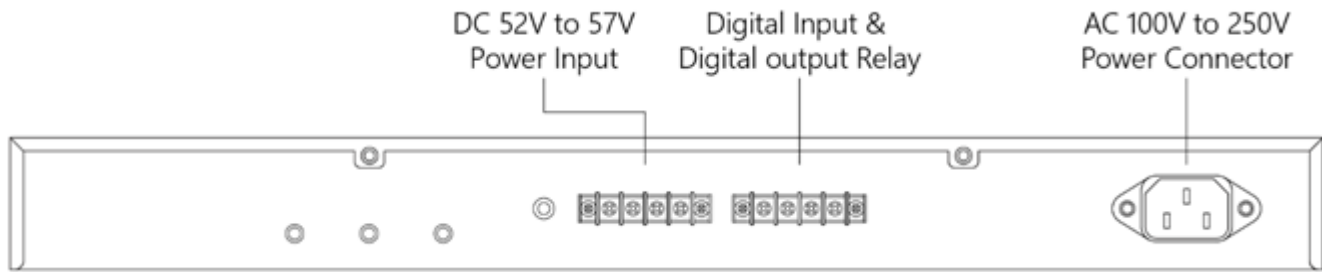 DC 52V to 57V
Power Input
Digital Input &
Digital output Relay
AC 100V to 250V
Power Connector